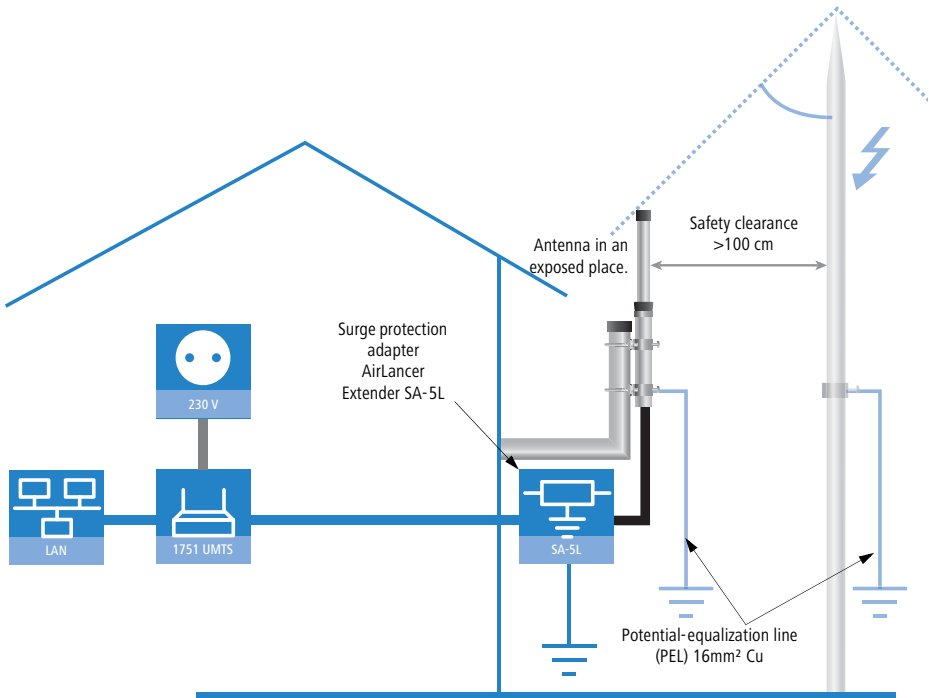 Safety clearance
>100 cm
Antenna in an
exposed place.
Surge protection
adapter
AirLancer
Extender SA-5L
230 V
LAN
1751 UMTS
SA-5L
Potential-equalization line
(PEL) 16mm² Cu